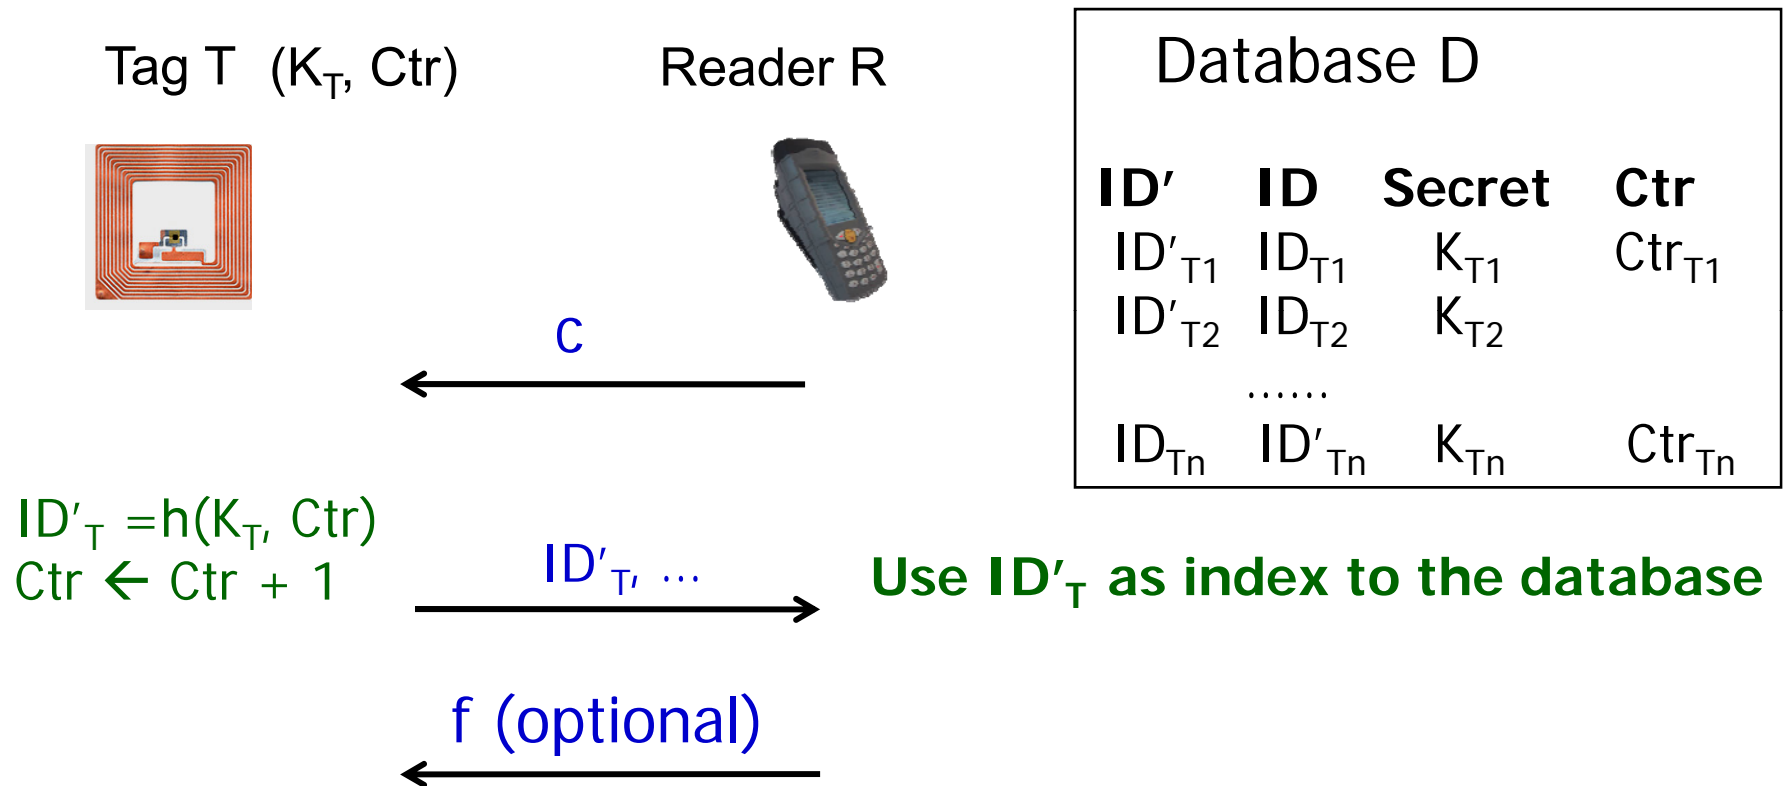 Tag T (K_T, Ctr)
Reader R
Database D
ID' ID Secret Ctr
ID'_T1 ID_T1 K_T1 Ctr_T1
ID'_T2 ID_T2 K_T2
......
ID_Tn ID'_Tn K_Tn Ctr_Tn
c
ID'_T =h(K_T, Ctr)
Ctr ← Ctr + 1
ID'_T, ...
Use ID'_T as index to the database
f (optional)